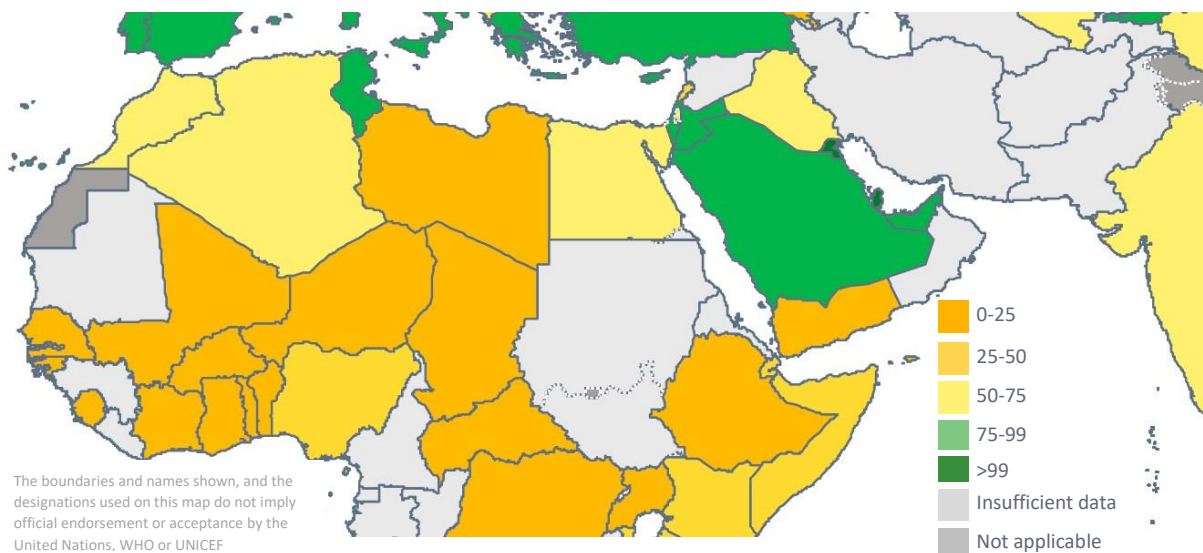 0-25
25-50
50-75
75-99
>99
Insufficient data
Not applicable
The boundaries and names shown, and the
designations used on this map do not imply
official endorsement or acceptance by the
United Nations, WHO or UNICEF